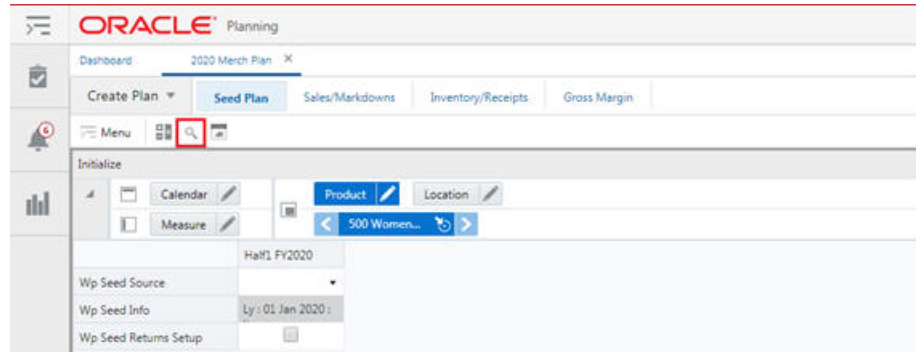 ORACLE Planning
Dashboard 2020 Merch Plan ×
Create Plan Seed Plan Sales/Markdowns Inventory/Receipts Gross Margin
6
Menu
Initialize
Calendar Product Location
Measure 500 Women...
Half1 FY2020
Wp Seed Source
Wp Seed Info Ly : 01 Jan 2020 :
Wp Seed Returns Setup